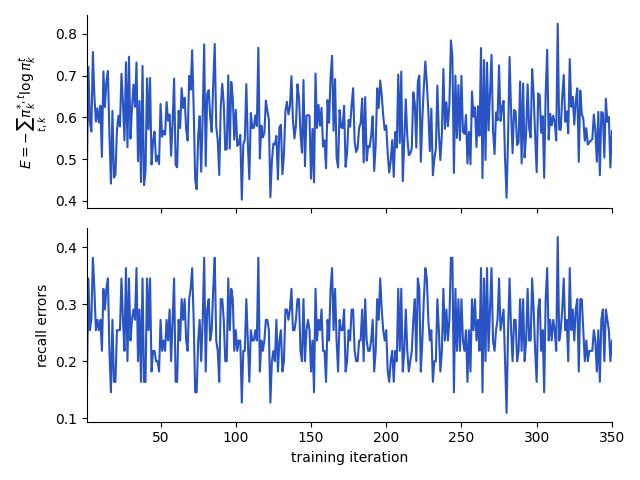 0.8
0.7
0.6
0.5
0.4
E = − ∑_{t, k} π_k^{*, t} log π_k^t
0.4
0.3
0.2
0.1
recall errors
50 100 150 200 250 300 350
training iteration